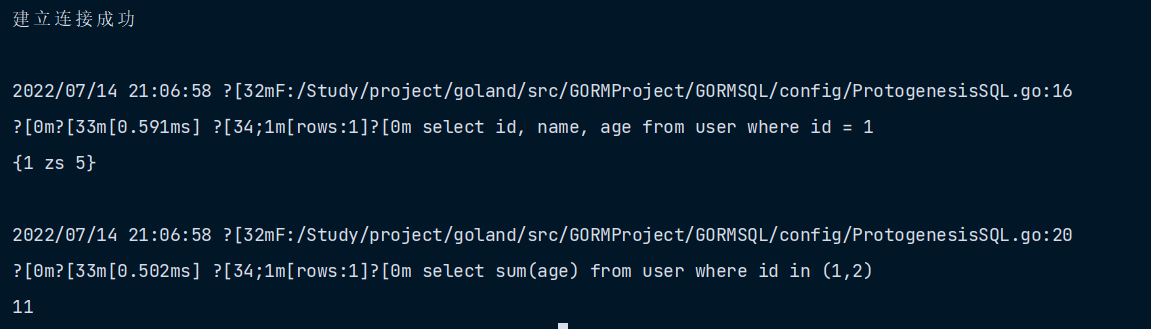 建立连接成功
2022/07/14 21:06:58 ?[32mF:/Study/project/goland/src/GORMProject/GORMSQL/config/ProtogenesisSQL.go:16
?[0m?[33m[0.591ms] ?[34;1m[rows:1]?[0m select id, name, age from user where id = 1
{1 zs 5}
2022/07/14 21:06:58 ?[32mF:/Study/project/goland/src/GORMProject/GORMSQL/config/ProtogenesisSQL.go:20
?[0m?[33m[0.502ms] ?[34;1m[rows:1]?[0m select sum(age) from user where id in (1,2)
11